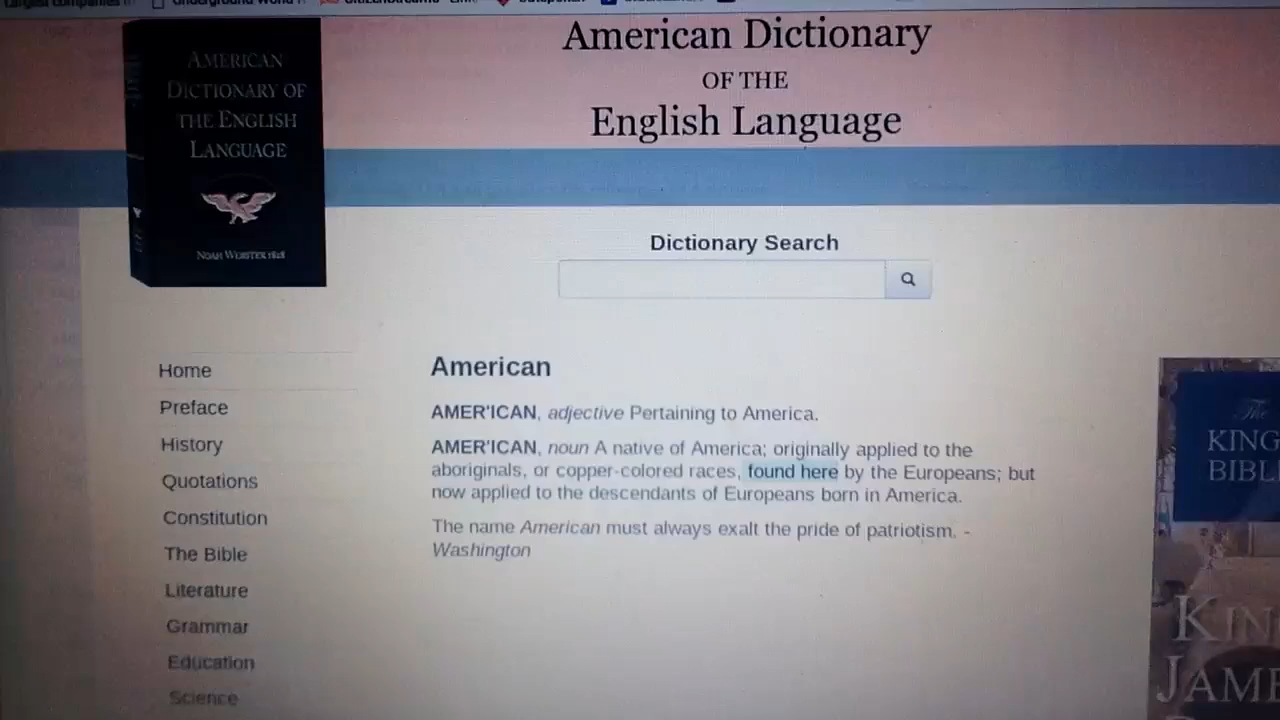 American Dictionary
OF THE
English Language
AMERICAN
DICTIONARY OF
THE ENGLISH
LANGUAGE
NOAH WEBSTER 1828
Dictionary Search
Home
Preface
History
Quotations
Constitution
The Bible
Literature
Grammar
Education
Science
American
AMER'ICAN, adjective Pertaining to America.
AMER'ICAN, noun A native of America; originally applied to the
aboriginals, or copper-colored races, found here by the Europeans; but
now applied to the descendants of Europeans born in America.
The name American must always exalt the pride of patriotism. -
Washington
The
KING
BIBL
KIN
JAME